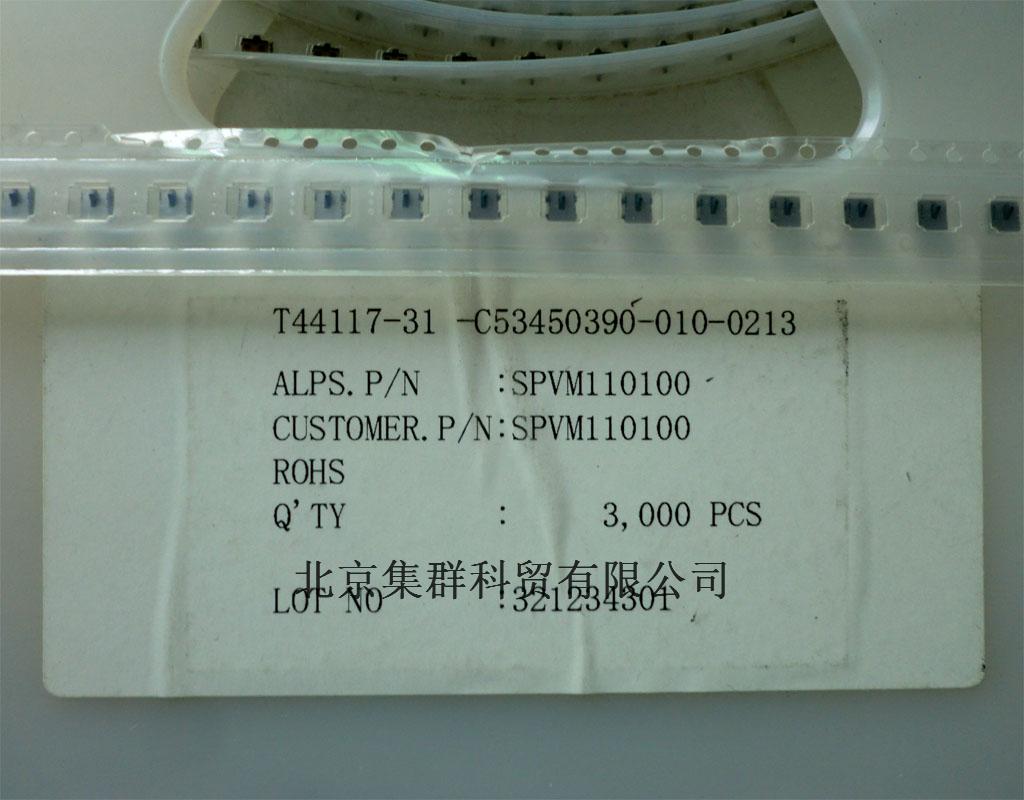 T44117-31 -C53450390-010-0213
ALPS.P/N :SPVM110100
CUSTOMER.P/N:SPVM110100
ROHS
Q'TY : 3,000 PCS
北京集群科贸有限公司
LOT NO :321234301